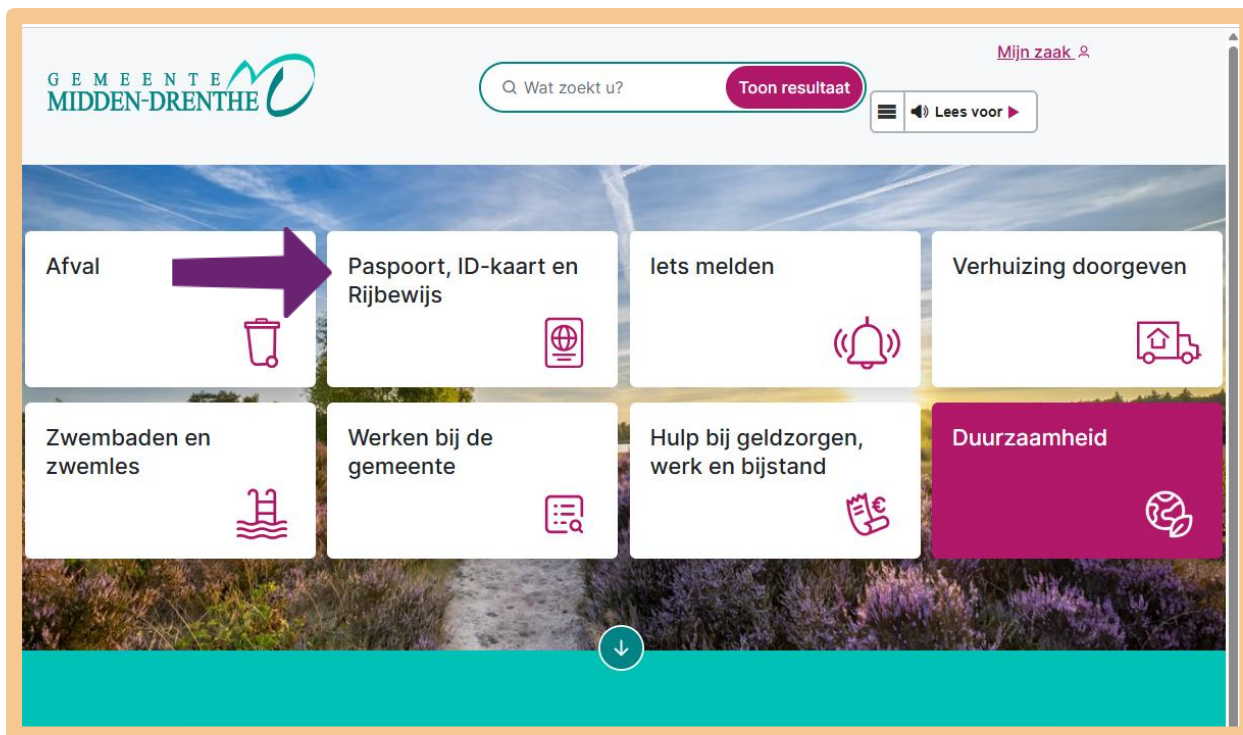 Mijn zaak
GEMEENTE
MIDDEN-DRENTHE
Wat zoekt u?
Toon resultaat
Lees voor
Afval
Paspoort, ID-kaart en
Rijbewijs
Iets melden
Verhuizing doorgeven
Zwembaden en
zwemles
Werken bij de
gemeente
Hulp bij geldzorgen,
werk en bijstand
Duurzaamheid